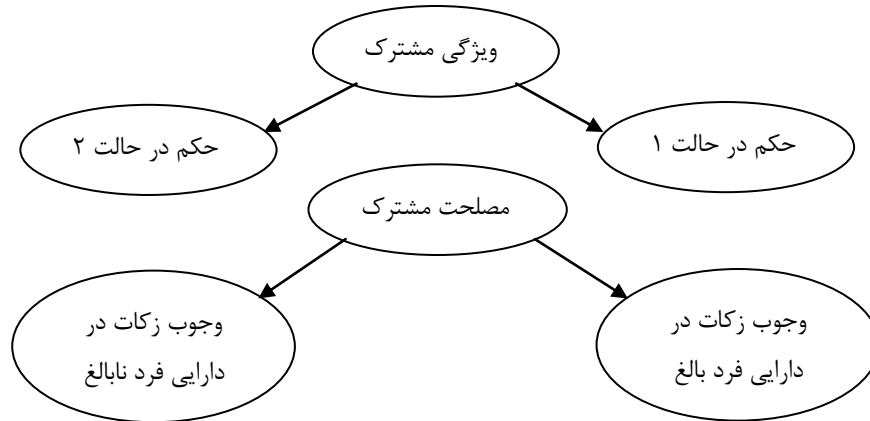 ویژگی مشترک
حکم در حالت ۱
حکم در حالت ۲
مصلحت مشترک
وجوب زکات در
دارایی فرد بالغ
وجوب زکات در
دارایی فرد نابالغ